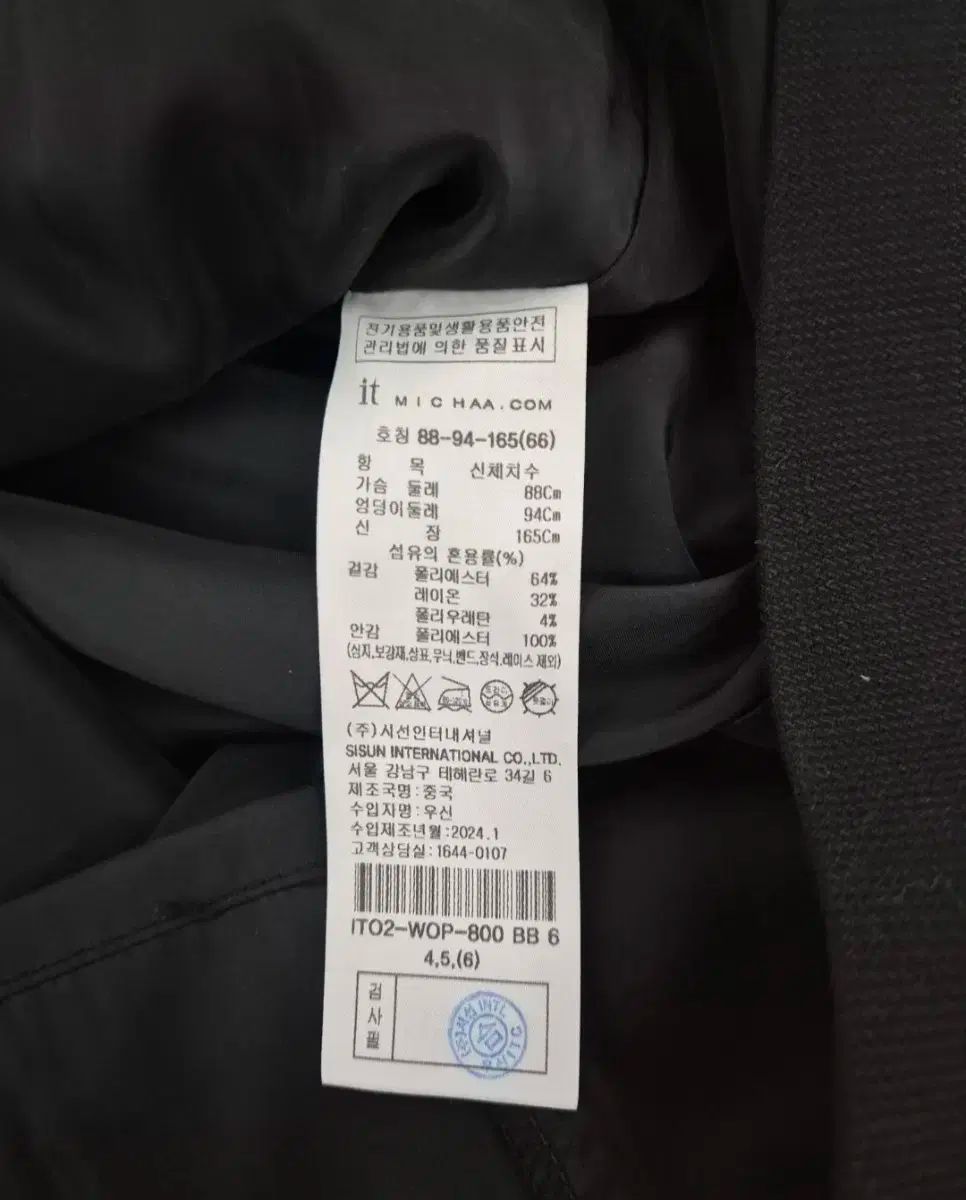 전기용품및생활용품안전
관리법에 의한 품질표시
it MICHAA.COM
호칭 88-94-165(66)
항 목 신체치수
가슴 둘레 88Cm
엉덩이둘레 94Cm
신 장 165Cm
섬유의 혼용률(%)
겉감 폴리에스터 64%
레이온 32%
폴리우레탄 4%
안감 폴리에스터 100%
(심지,보강재,상표,무늬,밴드,장식,레이스 제외)
(주)시선인터내셔널
SISUN INTERNATIONAL CO.,LTD.
서울 강남구 테헤란로 34길 6
제조국명:중국
수입자명:우신
수입제조년월:2024.1
고객상담실:1644-0107
ITO2-WOP-800 BB 6
4,5,(6)
검사필
INT'L